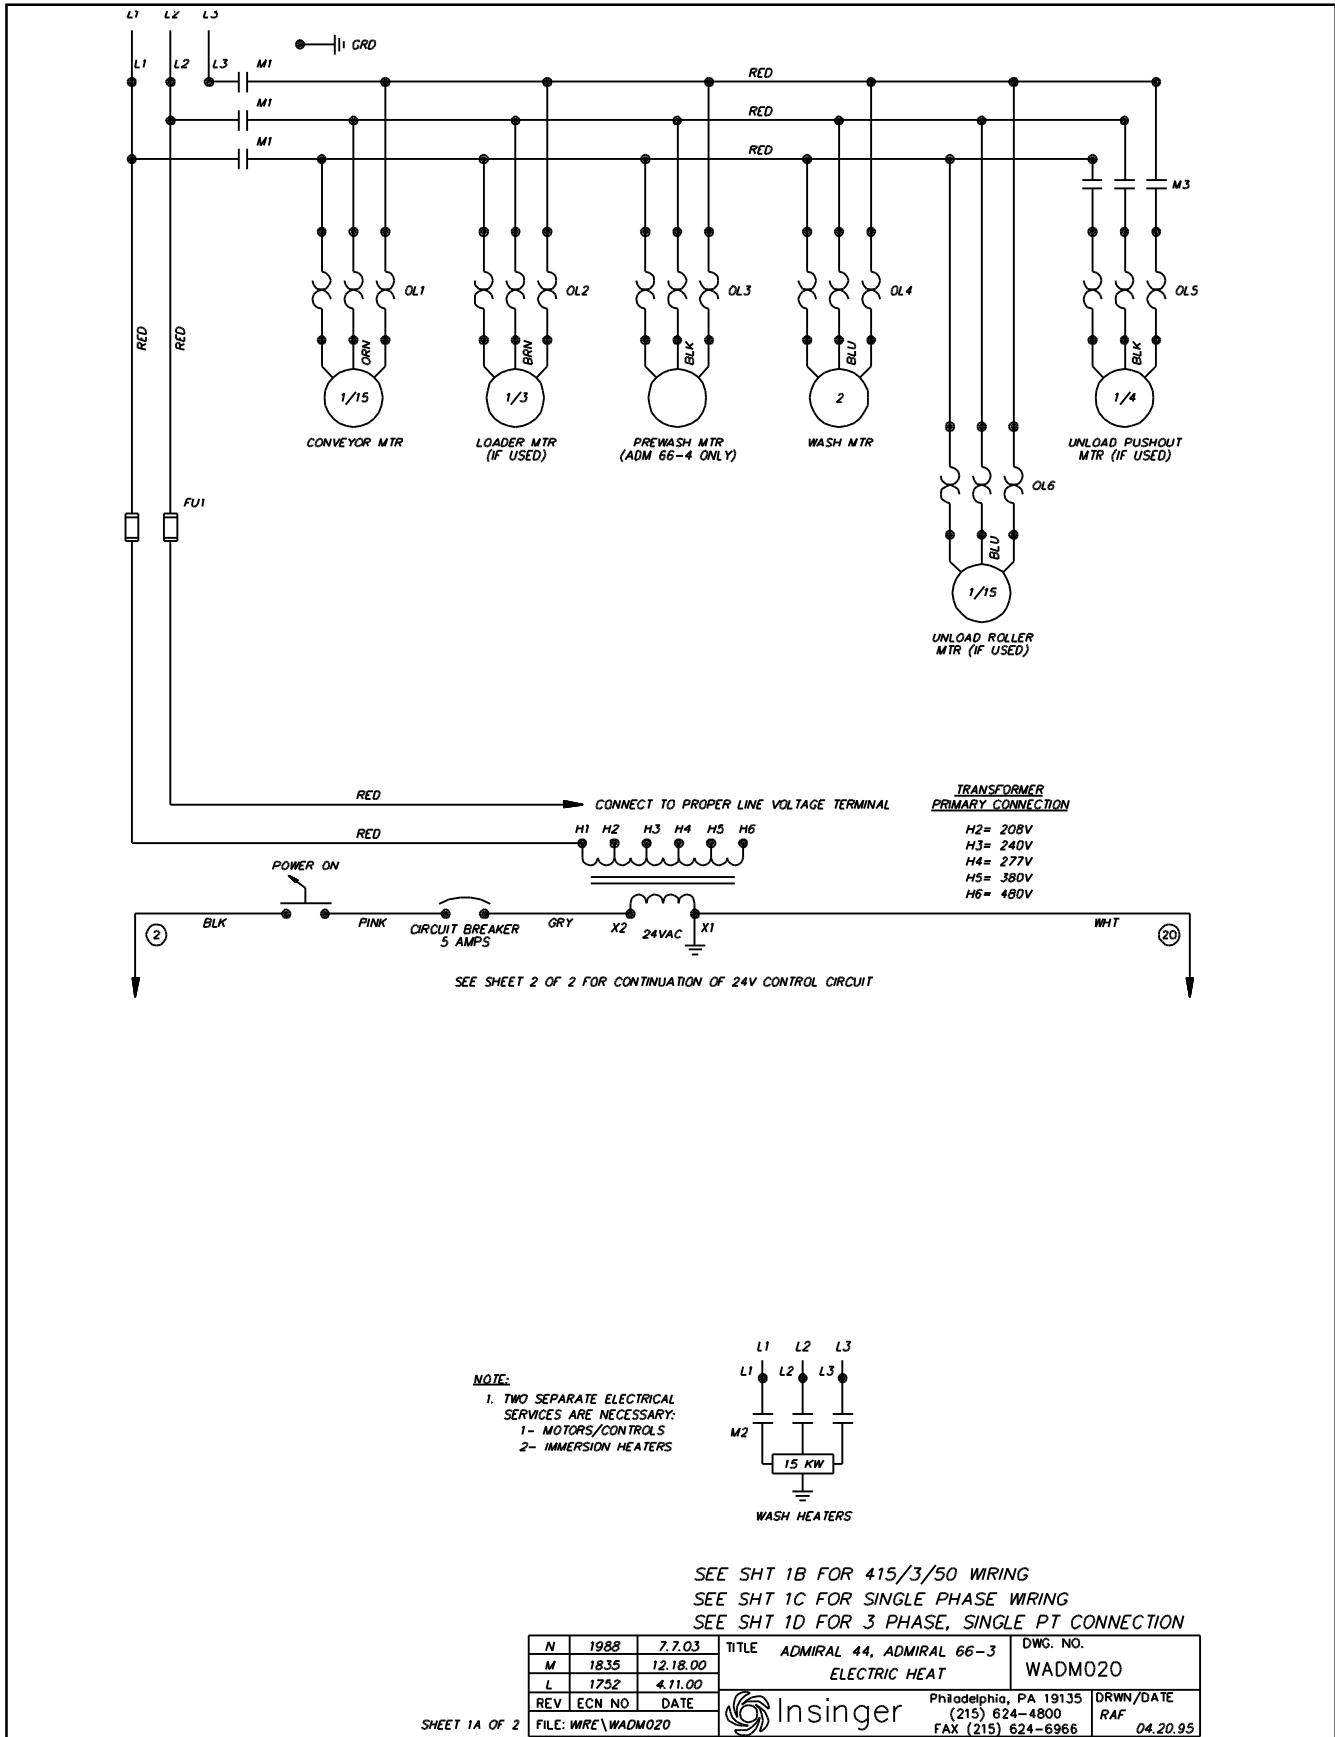 L1 L2 L3
GRD
L1 L2 L3 M1
RED
M1
RED
M1
RED
M3
OL1
OL2
OL3
OL4
OL5
RED
RED
ORN
BRN
BLK
BLU
BLK
1/15
1/3
2
1/4
CONVEYOR MTR
LOADER MTR
(IF USED)
PREWASH MTR
(ADM 66-4 ONLY)
WASH MTR
UNLOAD PUSHOUT
MTR (IF USED)
OL6
FU1
BLU
1/15
UNLOAD ROLLER
MTR (IF USED)
RED
CONNECT TO PROPER LINE VOLTAGE TERMINAL
TRANSFORMER
PRIMARY CONNECTION
H2= 208V
H3= 240V
H4= 277V
H5= 380V
H6= 480V
RED
H1 H2 H3 H4 H5 H6
POWER ON
2
BLK
PINK
CIRCUIT BREAKER
5 AMPS
GRY
X2
24VAC
X1
WHT
20
SEE SHEET 2 OF 2 FOR CONTINUATION OF 24V CONTROL CIRCUIT
L1 L2 L3
L1 L2 L3
M2
15 KW
WASH HEATERS
NOTE:
1. TWO SEPARATE ELECTRICAL
SERVICES ARE NECESSARY:
1- MOTORS/CONTROLS
2- IMMERSION HEATERS
SEE SHT 1B FOR 415/3/50 WIRING
SEE SHT 1C FOR SINGLE PHASE WIRING
SEE SHT 1D FOR 3 PHASE, SINGLE PT CONNECTION
N 1988 7.7.03
M 1835 12.18.00
L 1752 4.11.00
REV ECN NO DATE
FILE: WIRE\WADM020
SHEET 1A OF 2
TITLE ADMIRAL 44, ADMIRAL 66-3
ELECTRIC HEAT
DWG. NO.
WADM020
Insinger
Philadelphia, PA 19135
(215) 624-4800
FAX (215) 624-6966
DRWN/DATE
RAF
04.20.95